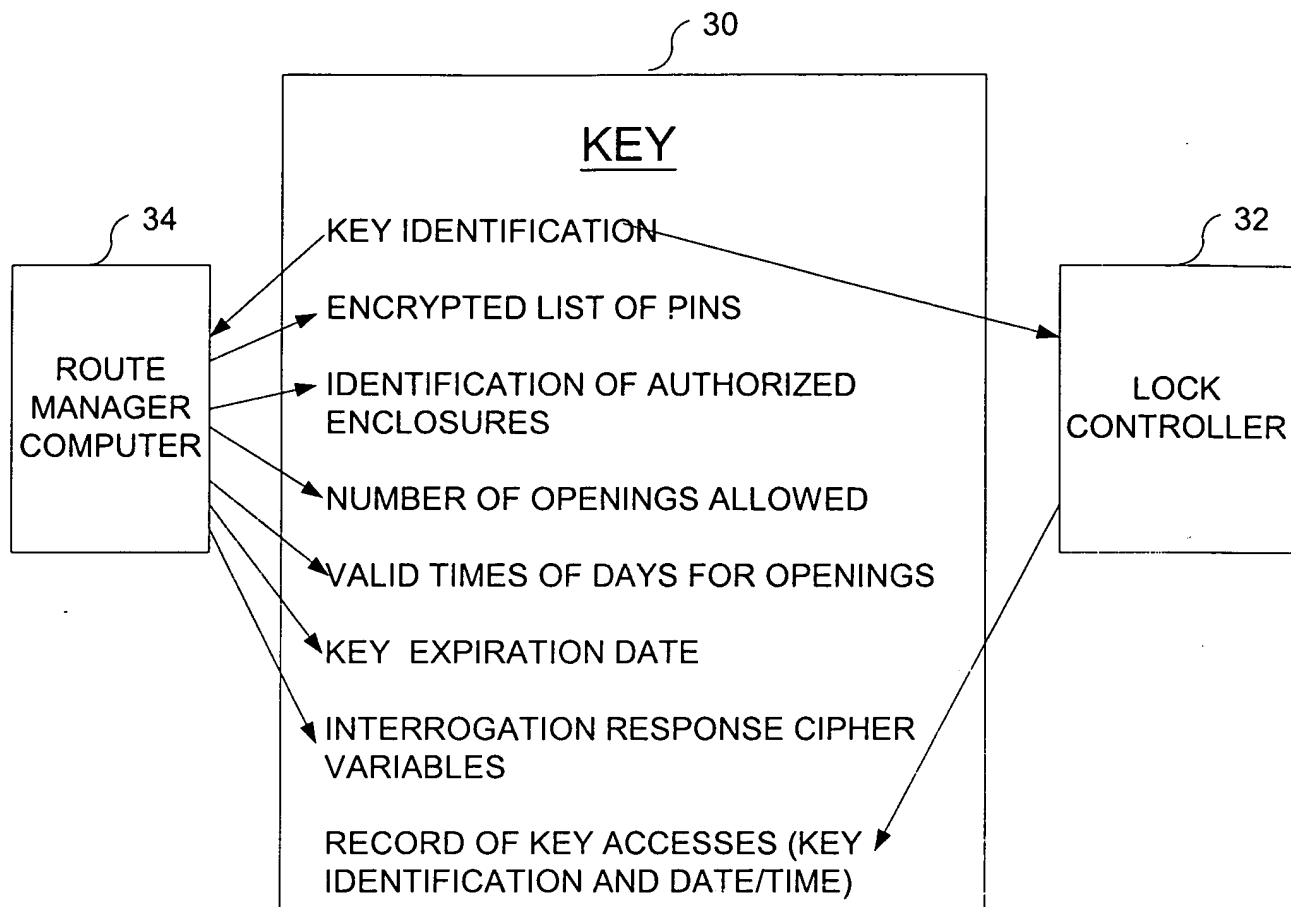 30
KEY
34
KEY IDENTIFICATION
32
ENCRYPTED LIST OF PINS
ROUTE
MANAGER
COMPUTER
IDENTIFICATION OF AUTHORIZED
ENCLOSURES
LOCK
CONTROLLER
NUMBER OF OPENINGS ALLOWED
VALID TIMES OF DAYS FOR OPENINGS
KEY EXPIRATION DATE
INTERROGATION RESPONSE CIPHER
VARIABLES
RECORD OF KEY ACCESSES (KEY
IDENTIFICATION AND DATE/TIME)